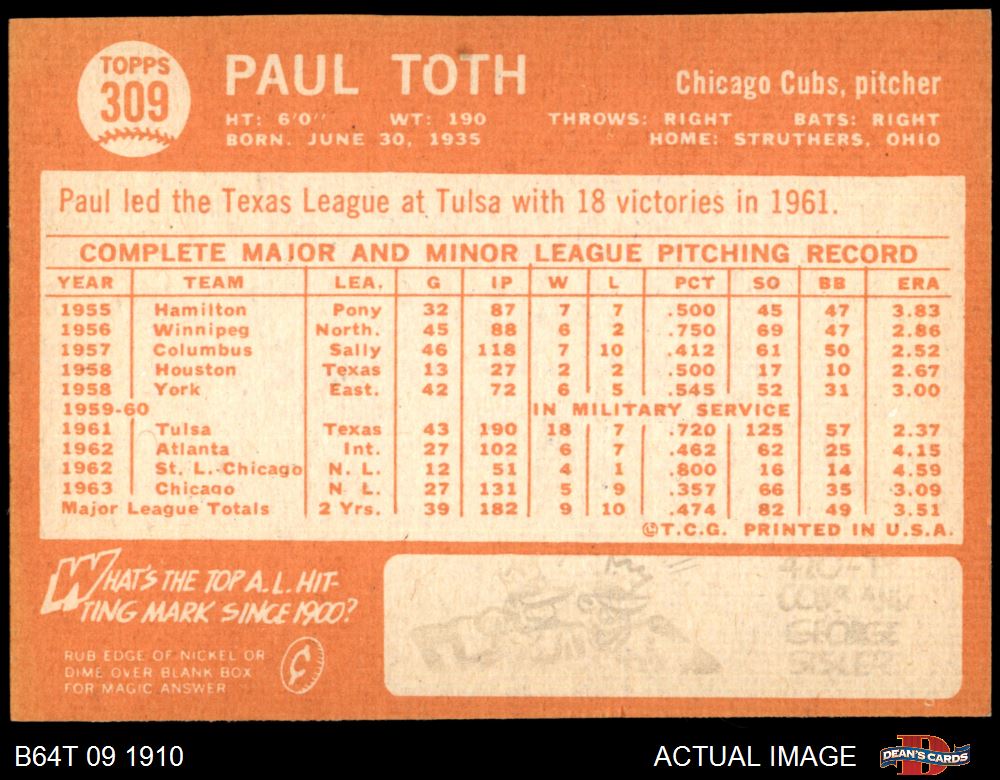 TOPPS
309
PAUL TOTH
Chicago Cubs, pitcher
HT: 6'0" WT: 190 THROWS: RIGHT BATS: RIGHT
BORN. JUNE 30, 1935 HOME: STRUTHERS, OHIO
Paul led the Texas League at Tulsa with 18 victories in 1961.
COMPLETE MAJOR AND MINOR LEAGUE PITCHING RECORD
YEAR TEAM LEA. G IP W L PCT SO BB ERA
1955 Hamilton Pony 32 87 7 7 .500 45 47 3.83
1956 Winnipeg North. 45 88 6 2 .750 69 47 2.86
1957 Columbus Sally 46 118 7 10 .412 61 50 2.52
1958 Houston Texas 13 27 2 2 .500 17 10 2.67
1958 York East. 42 72 6 5 .545 52 31 3.00
1959-60 IN MILITARY SERVICE
1961 Tulsa Texas 43 190 18 7 .720 125 57 2.37
1962 Atlanta Int. 27 102 6 7 .462 62 25 4.15
1962 St. L.-Chicago N. L. 12 51 4 1 .800 16 14 4.59
1963 Chicago N. L. 27 131 5 9 .357 66 35 3.09
Major League Totals 2 Yrs. 39 182 9 10 .474 82 49 3.51
©T.C.G. PRINTED IN U.S.A.
WHAT'S THE TOP A.L. HIT-
TING MARK SINCE 1900?
RUB EDGE OF NICKEL OR
DIME OVER BLANK BOX
FOR MAGIC ANSWER
¢
GEORGE
SISLER
B64T 09 1910
ACTUAL IMAGE
D
DEAN'S CARDS